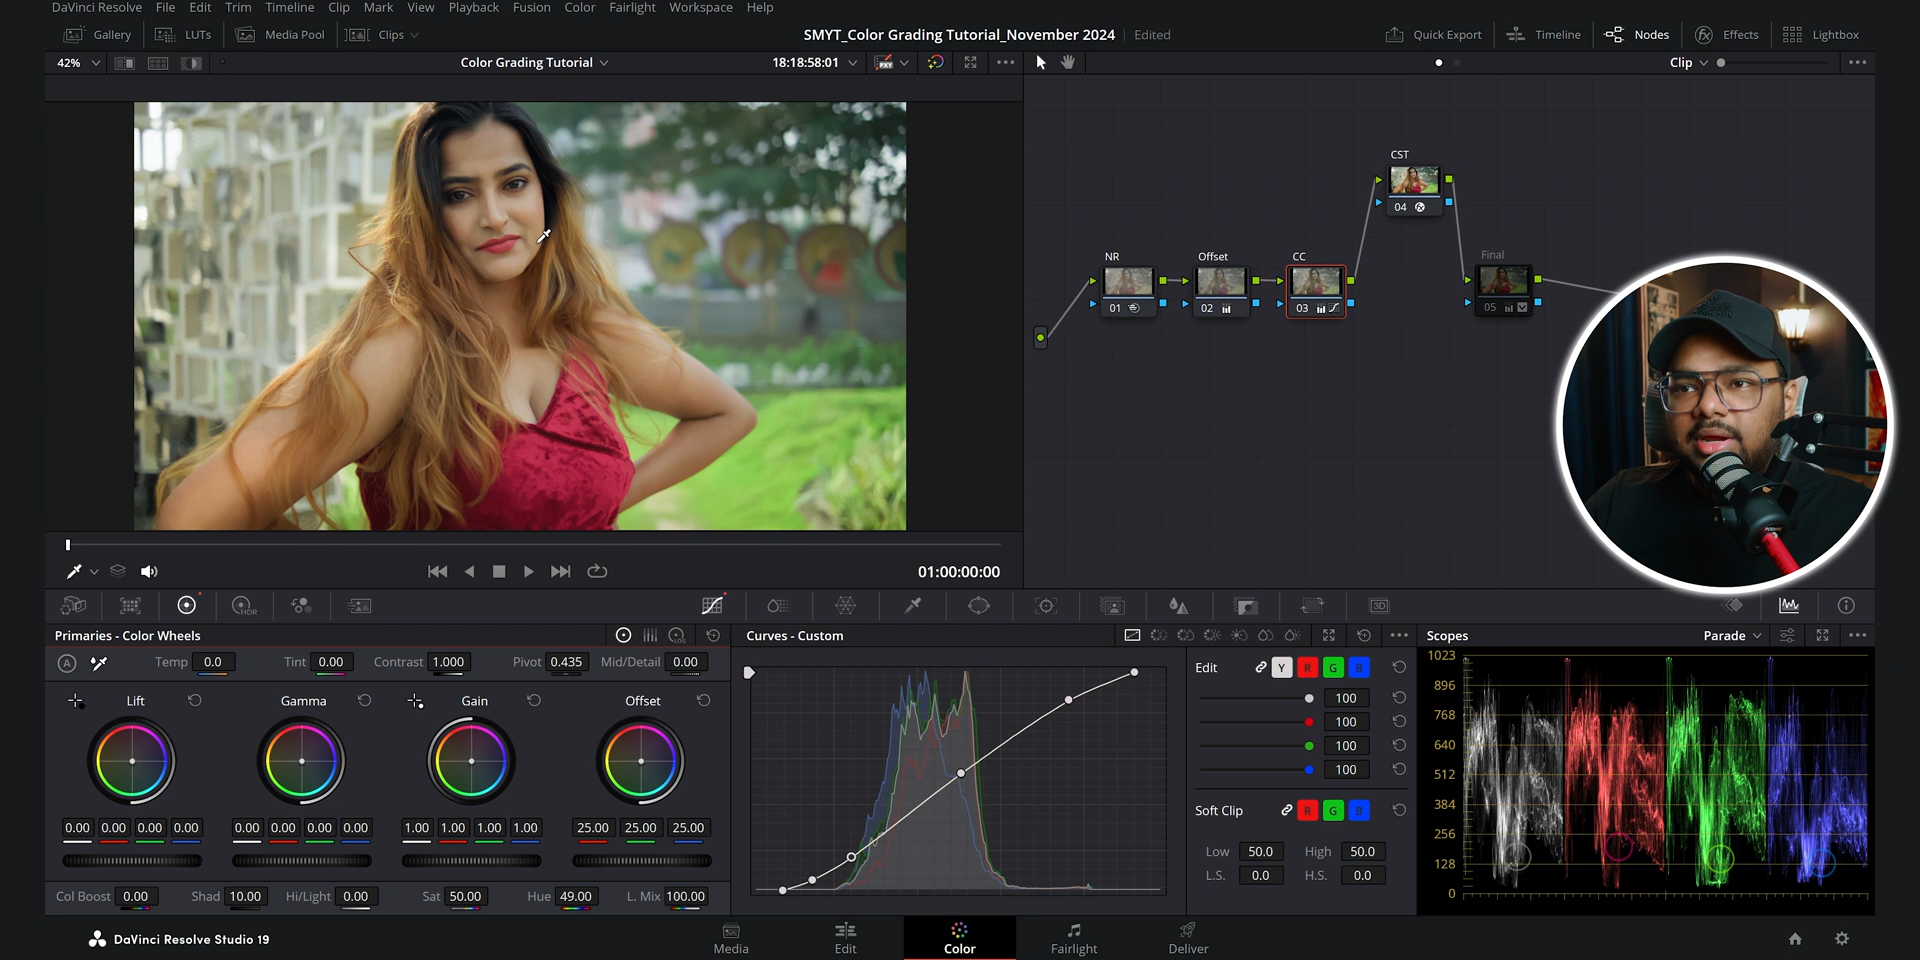 DaVinci Resolve File Edit Trim Timeline Clip Mark View Playback Fusion Color Fairlight Workspace Help
Gallery LUTs Media Pool Clips SMYT_Color Grading Tutorial_November 2024 Edited Quick Export Timeline Nodes Effects Lightbox
42% Color Grading Tutorial 18:18:58:01 PXY Clip
CST
04
NR Offset CC Final
01 02 03 05
01:00:00:00
HDR 3D
Primaries - Color Wheels LOG Curves - Custom Scopes Parade
A Temp 0.0 Tint 0.00 Contrast 1.000 Pivot 0.435 Mid/Detail 0.00 Edit Y R G B
Lift Gamma Gain Offset
100
100
100
100
0.00 0.00 0.00 0.00 0.00 0.00 0.00 0.00 1.00 1.00 1.00 1.00 25.00 25.00 25.00
Soft Clip R G B
Low 50.0 High 50.0
L.S. 0.0 H.S. 0.0
Col Boost 0.00 Shad 10.00 Hi/Light 0.00 Sat 50.00 Hue 49.00 L. Mix 100.00
1023
896
768
640
512
384
256
128
0
DaVinci Resolve Studio 19 Media Edit Color Fairlight Deliver